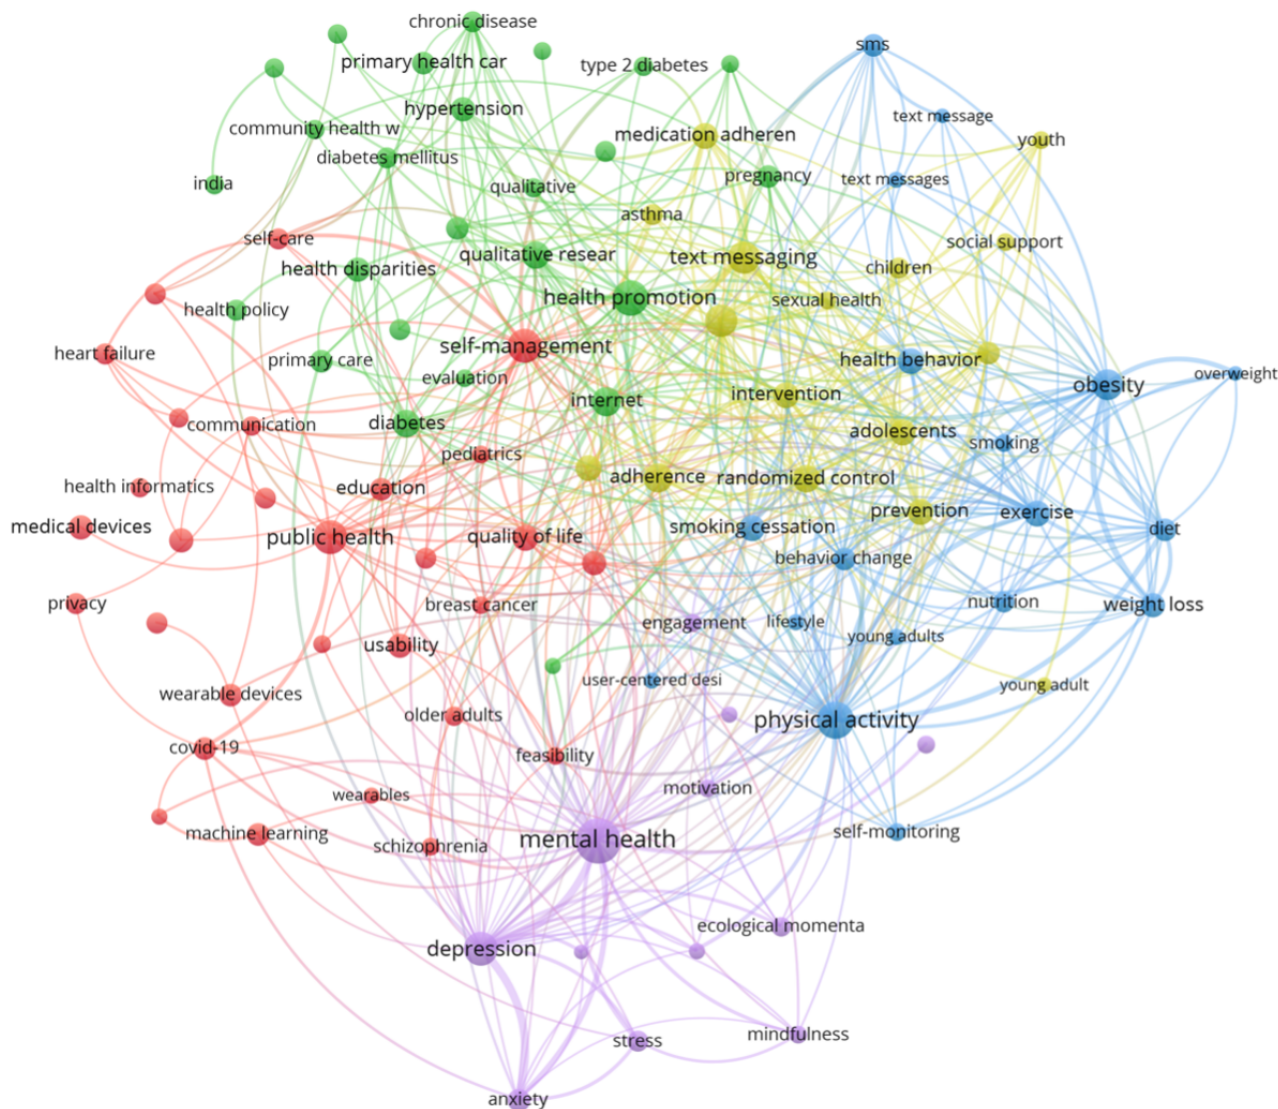 chronic disease
sms
primary health car
type 2 diabetes
hypertension
text message
community health w
medication adheren
youth
diabetes mellitus
india
qualitative
pregnancy
text messages
asthma
self-care
social support
qualitative resear
text messaging
health disparities
children
health promotion
sexual health
health policy
self-management
heart failure
primary care
health behavior
evaluation
overweight
obesity
intervention
internet
communication
diabetes
adolescents
smoking
pediatrics
health informatics
education
adherence
randomized control
prevention
exercise
medical devices
public health
quality of life
smoking cessation
diet
behavior change
privacy
breast cancer
nutrition
weight loss
engagement
lifestyle
young adults
usability
user-centered desi
young adult
wearable devices
older adults
physical activity
covid-19
feasibility
motivation
wearables
machine learning
schizophrenia
mental health
self-monitoring
ecological momenta
depression
stress
mindfulness
anxiety